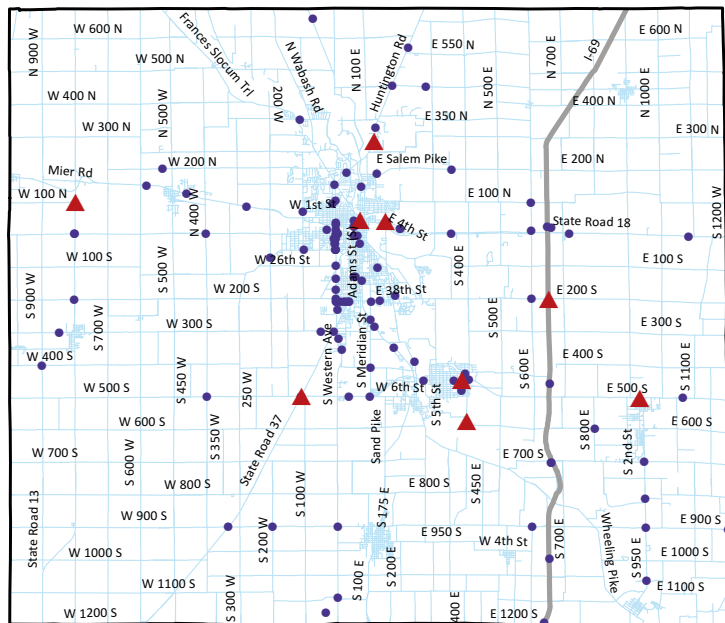 W 600 N
E 550 N
E 600 N
N 900 W
Frances Slocum Trl
N Wabash Rd
N 100 E
Huntington Rd
N 700 E
I-69
W 500 N
200 W
N 500 E
N 1000 E
W 400 N
N 500 W
E 400 N
W 300 N
E 350 N
E 300 N
Mier Rd
W 200 N
E Salem Pike
E 200 N
W 100 N
N 400 W
W 1st St
E 4th St
E 100 N
State Road 18
S 1200 W
W 100 S
W 26th St
Adams St (S)
S 400 E
E 100 S
S 900 W
S 500 W
W 200 S
E 38th St
E 200 S
S 700 W
W 300 S
S Western Ave
S Meridian St
S 500 E
E 300 S
W 400 S
E 400 S
W 500 S
S 450 W
250 W
W 6th St
S 5th St
S 600 E
E 500 S
S 1100 E
W 600 S
S 350 W
State Road 37
Sand Pike
S 800 E
S 2nd St
E 600 S
W 700 S
S 600 W
E 700 S
S 450 E
W 800 S
S 100 W
E 800 S
State Road 13
W 900 S
S 200 W
S 175 E
E 950 S
W 4th St
S 700 E
Wheeling Pike
E 900 S
W 1000 S
S 200 E
S 950 E
E 1000 S
W 1100 S
S 300 W
S 100 E
400 E
E 1100 S
W 1200 S
E 1200 S